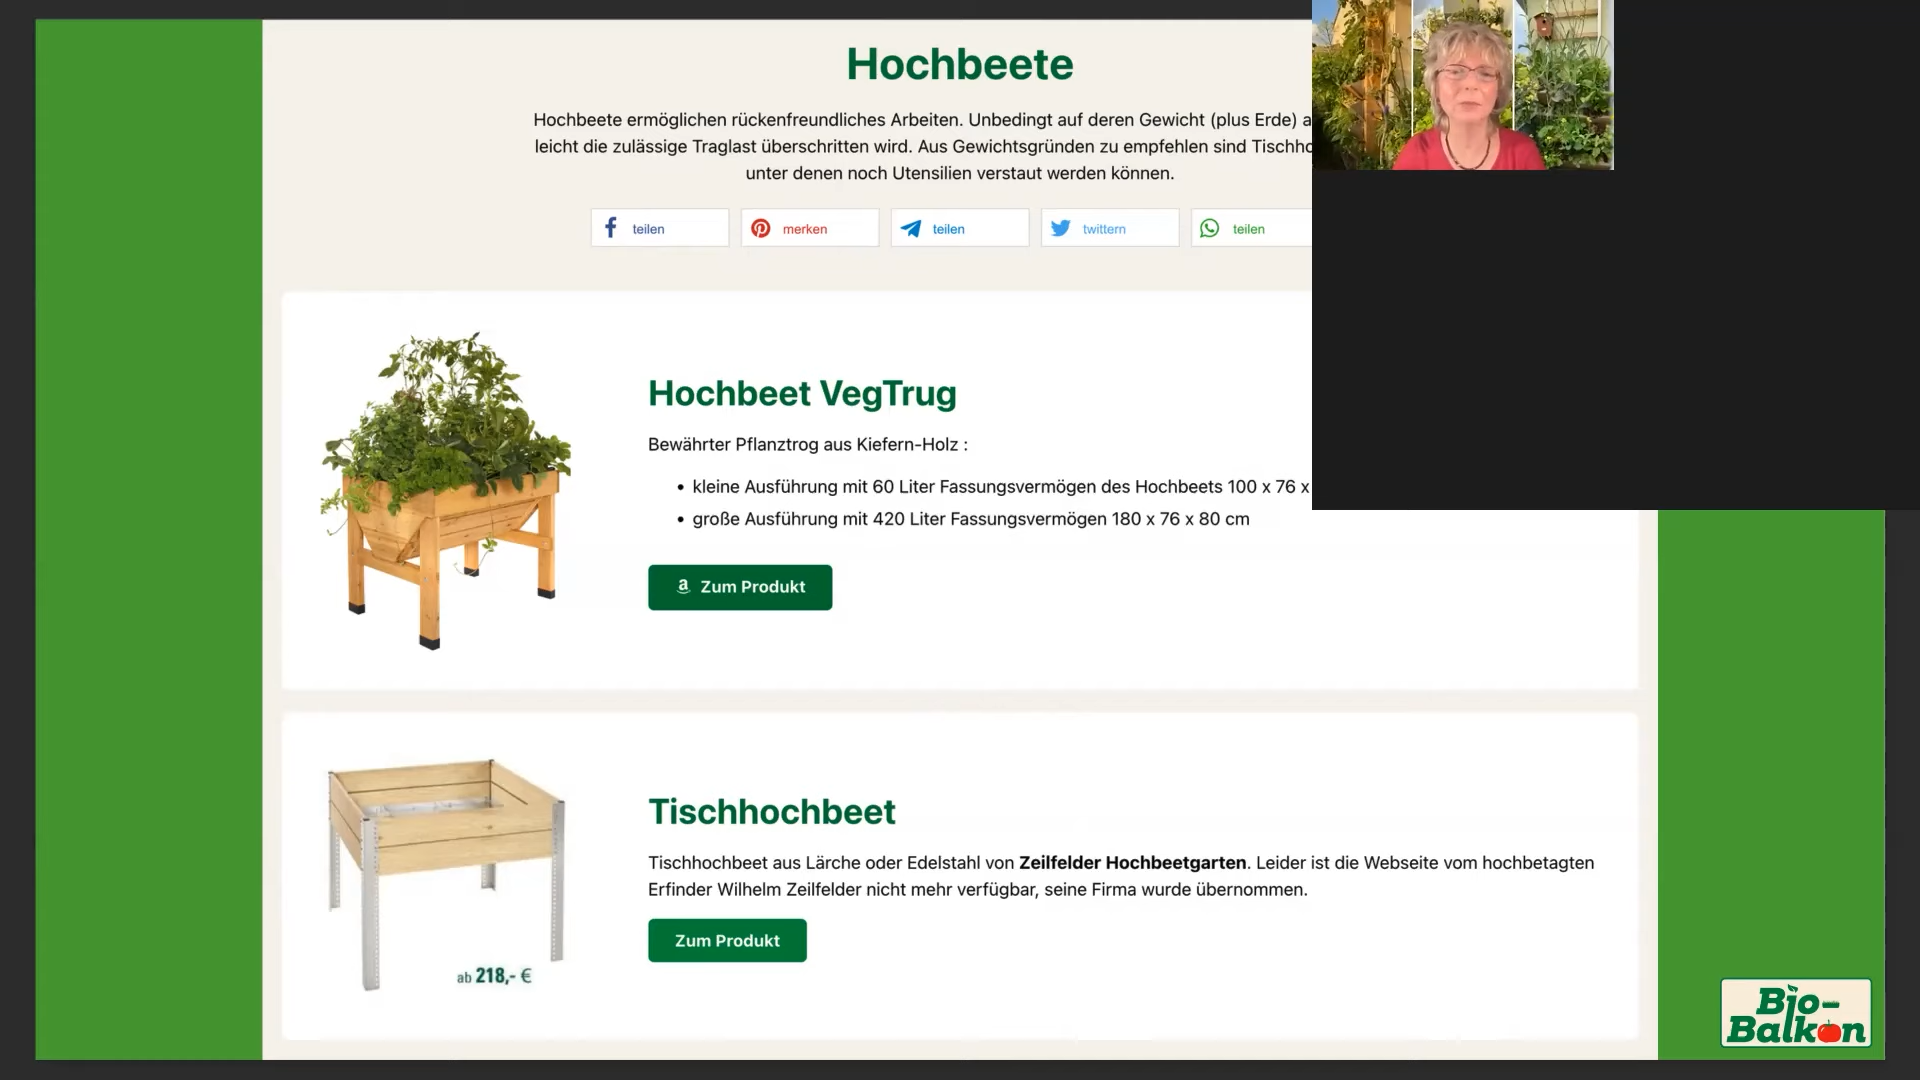 Hochbeete
Hochbeete ermöglichen rückenfreundliches Arbeiten. Unbedingt auf deren Gewicht (plus Erde)
leicht die zulässige Traglast überschritten wird. Aus Gewichtsgründen zu empfehlen sind
unter denen noch Utensilien verstaut werden können.
teilen
merken
teilen
twittern
teilen
Hochbeet VegTrug
Bewährter Pflanztrog aus Kiefern-Holz :
• kleine Ausführung mit 60 Liter Fassungsvermögen des Hochbeets 100 x 76 x
• große Ausführung mit 420 Liter Fassungsvermögen 180 x 76 x 80 cm
Zum Produkt
Tischhochbeet
Tischhochbeet aus Lärche oder Edelstahl von Zeilfelder Hochbeetgarten. Leider ist die Webseite vom hochbetagten
Erfinder Wilhelm Zeilfelder nicht mehr verfügbar, seine Firma wurde übernommen.
Zum Produkt
ab 218,- €
Bio-
Balkon